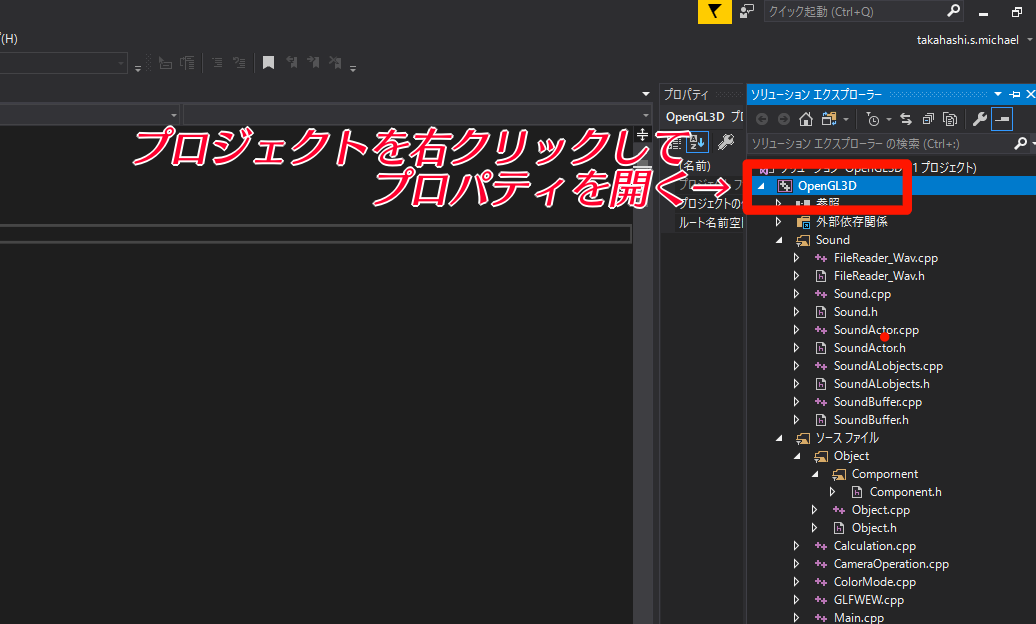 クイック起動 (Ctrl+Q)
(H)
takahashi.s.michael
プロパティ
ソリューション エクスプローラー
OpenGL3D プロ
ソリューション エクスプローラー の検索 (Ctrl+;)
プロジェクトを右クリックして
プロパティを開く→
(名前)
ソリューション 'OpenGL3D' (1 プロジェクト)
OpenGL3D
プロジェクトの
参照
ルート名前空間
外部依存関係
Sound
FileReader_Wav.cpp
FileReader_Wav.h
Sound.cpp
Sound.h
SoundActor.cpp
SoundActor.h
SoundALobjects.cpp
SoundALobjects.h
SoundBuffer.cpp
SoundBuffer.h
ソース ファイル
Object
Compornent
Component.h
Object.cpp
Object.h
Calculation.cpp
CameraOperation.cpp
ColorMode.cpp
GLFWEW.cpp
Main.cpp